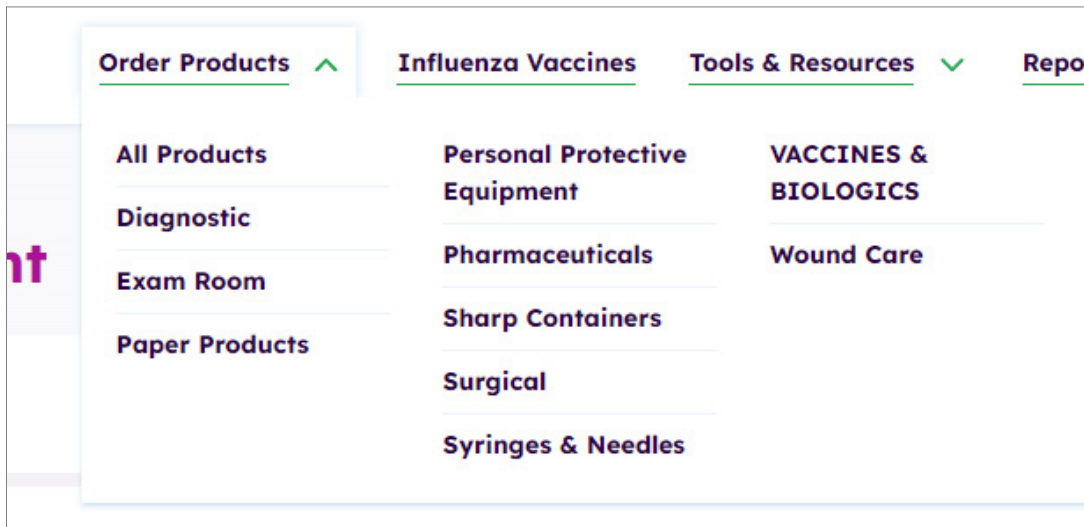 Order Products
Influenza Vaccines
Tools & Resources
Repo
All Products
Diagnostic
Exam Room
Paper Products
Personal Protective
Equipment
Pharmaceuticals
Sharp Containers
Surgical
Syringes & Needles
VACCINES &
BIOLOGICS
Wound Care
nt